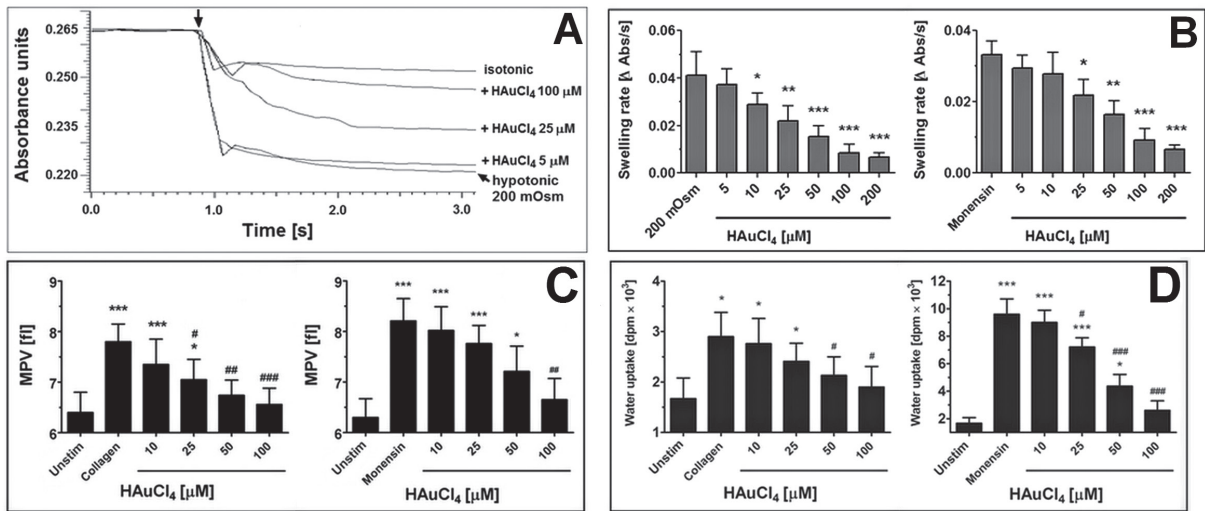 A
Absorbance units
0.265
0.250
0.235
0.220
isotonic
+ HAuCl4 100 μM
+ HAuCl4 25 μM
+ HAuCl4 5 μM
hypotonic
200 mOsm
0.0 1.0 2.0 3.0
Time [s]
B
Swelling rate [Δ Abs/s]
0.06
0.04
0.02
0.00
* ** *** *** ***
200 mOsm 5 10 25 50 100 200
HAuCl4 [μM]
Swelling rate [Δ Abs/s]
0.04
0.02
0.00
* ** *** ***
Monensin 5 10 25 50 100 200
HAuCl4 [μM]
C
MPV [fl]
9
8
7
6
*** *** # * ## ###
Unstim Collagen 10 25 50 100
HAuCl4 [μM]
MPV [fl]
9
8
7
6
*** *** *** * ##
Unstim Monensin 10 25 50 100
HAuCl4 [μM]
D
Water uptake [dpm × 10³]
4
3
2
1
* * * # #
Unstim Collagen 10 25 50 100
HAuCl4 [μM]
Water uptake [dpm × 10³]
12
10
8
6
4
2
*** *** # *** ### * ###
Unstim Monensin 10 25 50 100
HAuCl4 [μM]